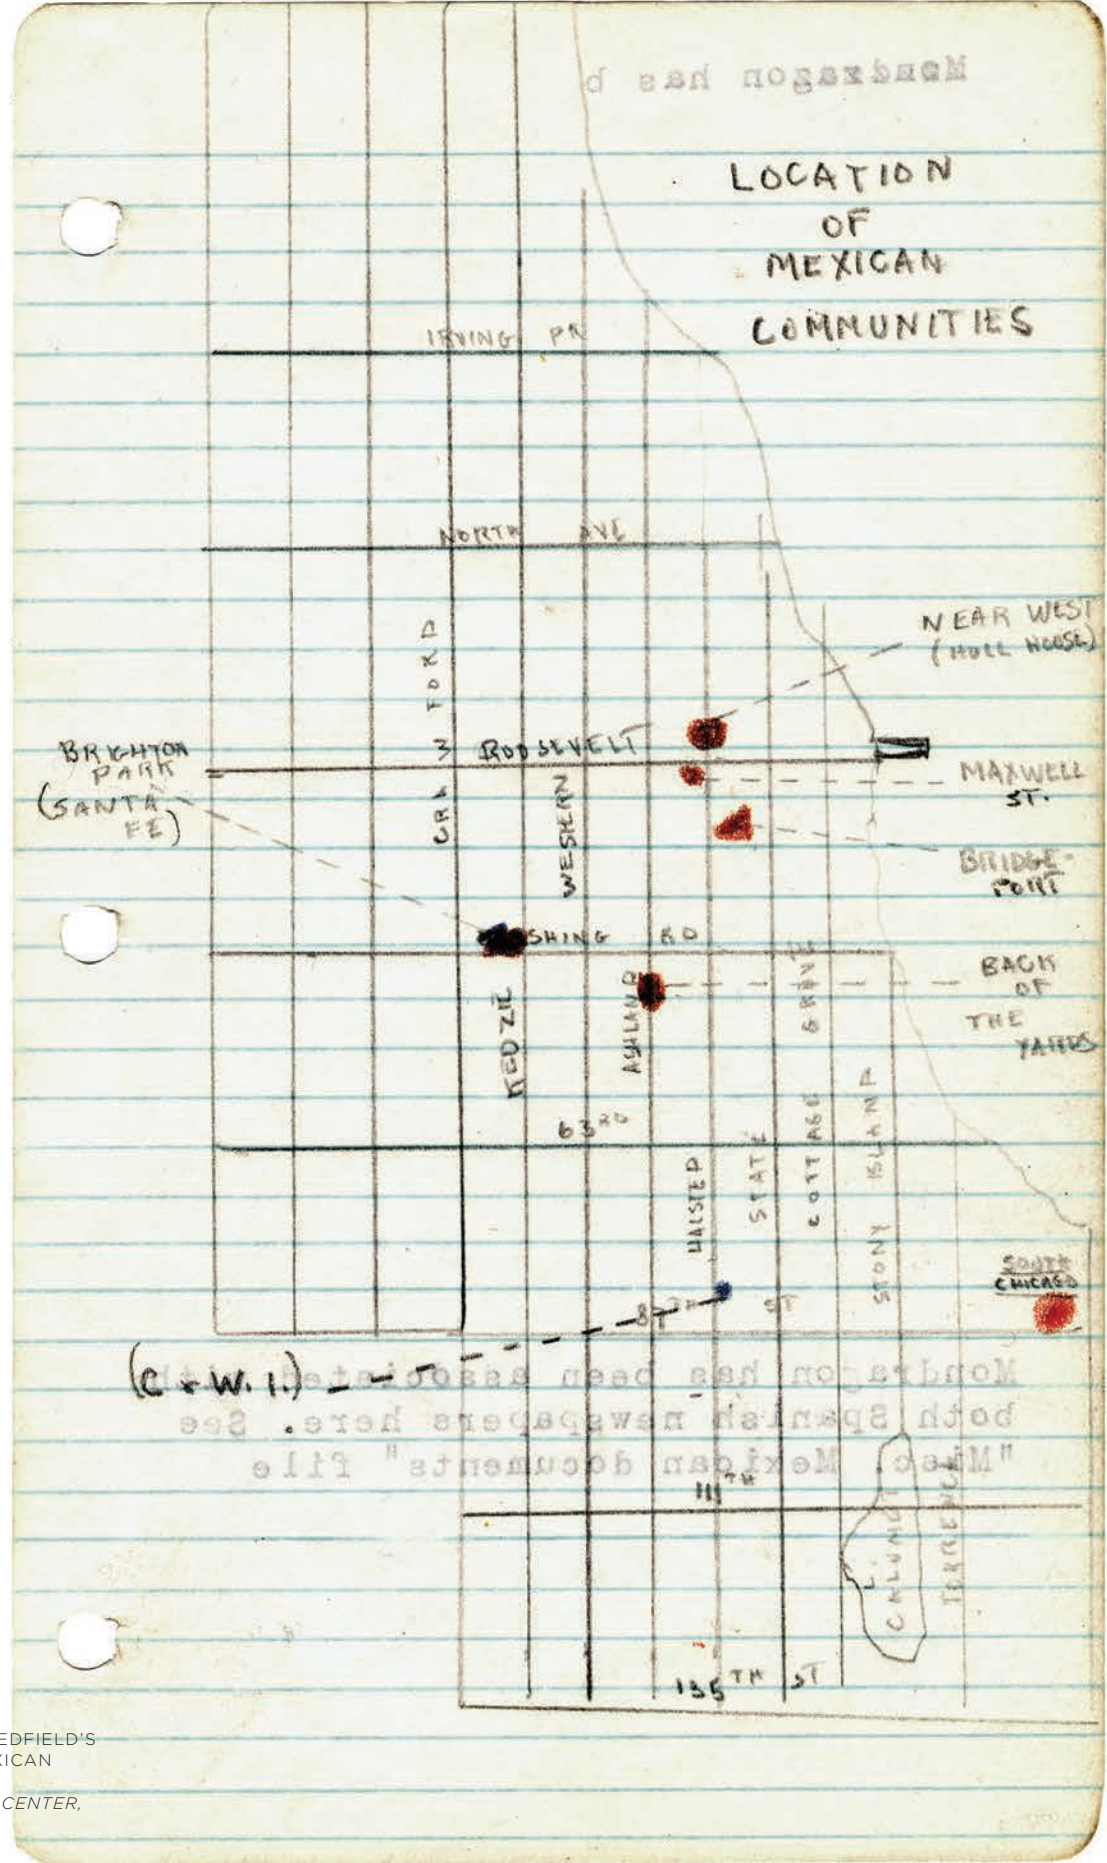 Mondragon has b
LOCATION
OF
MEXICAN
COMMUNITIES
IRVING PK
NORTH AVE
NEAR WEST
(HULL HOUSE)
CRAWFORD
ROOSEVELT
BRIGHTON
PARK
(SANTA
FE)
MAXWELL
ST.
WESTERN
BRIDGE-
PORT
SHING RD
BACK
OF
THE
YARDS
KEDZIE
ASHLAND
COTTAGE GROVE
63RD
HALSTED
STATE
STONY ISLAND
SOUTH
CHICAGO
87TH ST
(C & W. I.)
Mondragon has been associated with
both Spanish newspapers here. See
"Misc. Mexican documents" file
111TH
L.
CALUMET
TORRENCE
135TH ST
EDFIELD'S
XICAN
CENTER,